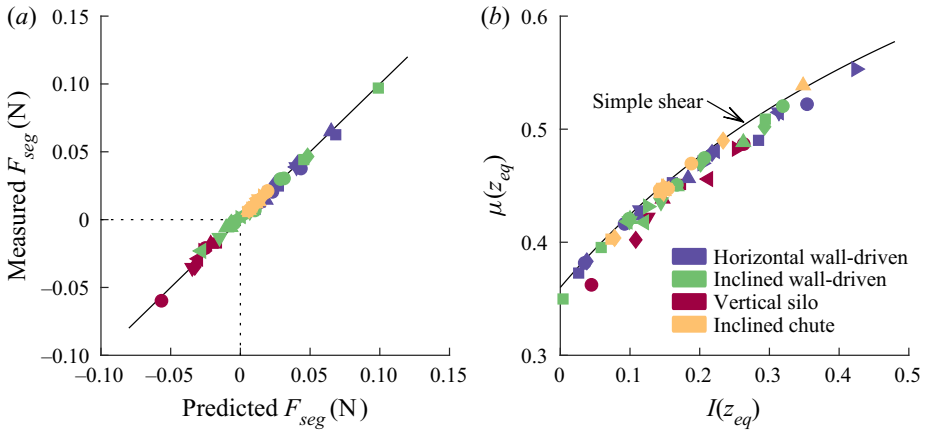 (a)
0.15
0.10
0.05
0
–0.05
–0.10
Measured F_seg (N)
–0.10
–0.05
0
0.05
0.10
0.15
Predicted F_seg (N)
(b)
0.6
0.5
0.4
0.3
μ(z_eq)
Simple shear
Horizontal wall-driven
Inclined wall-driven
Vertical silo
Inclined chute
0
0.1
0.2
0.3
0.4
0.5
I(z_eq)